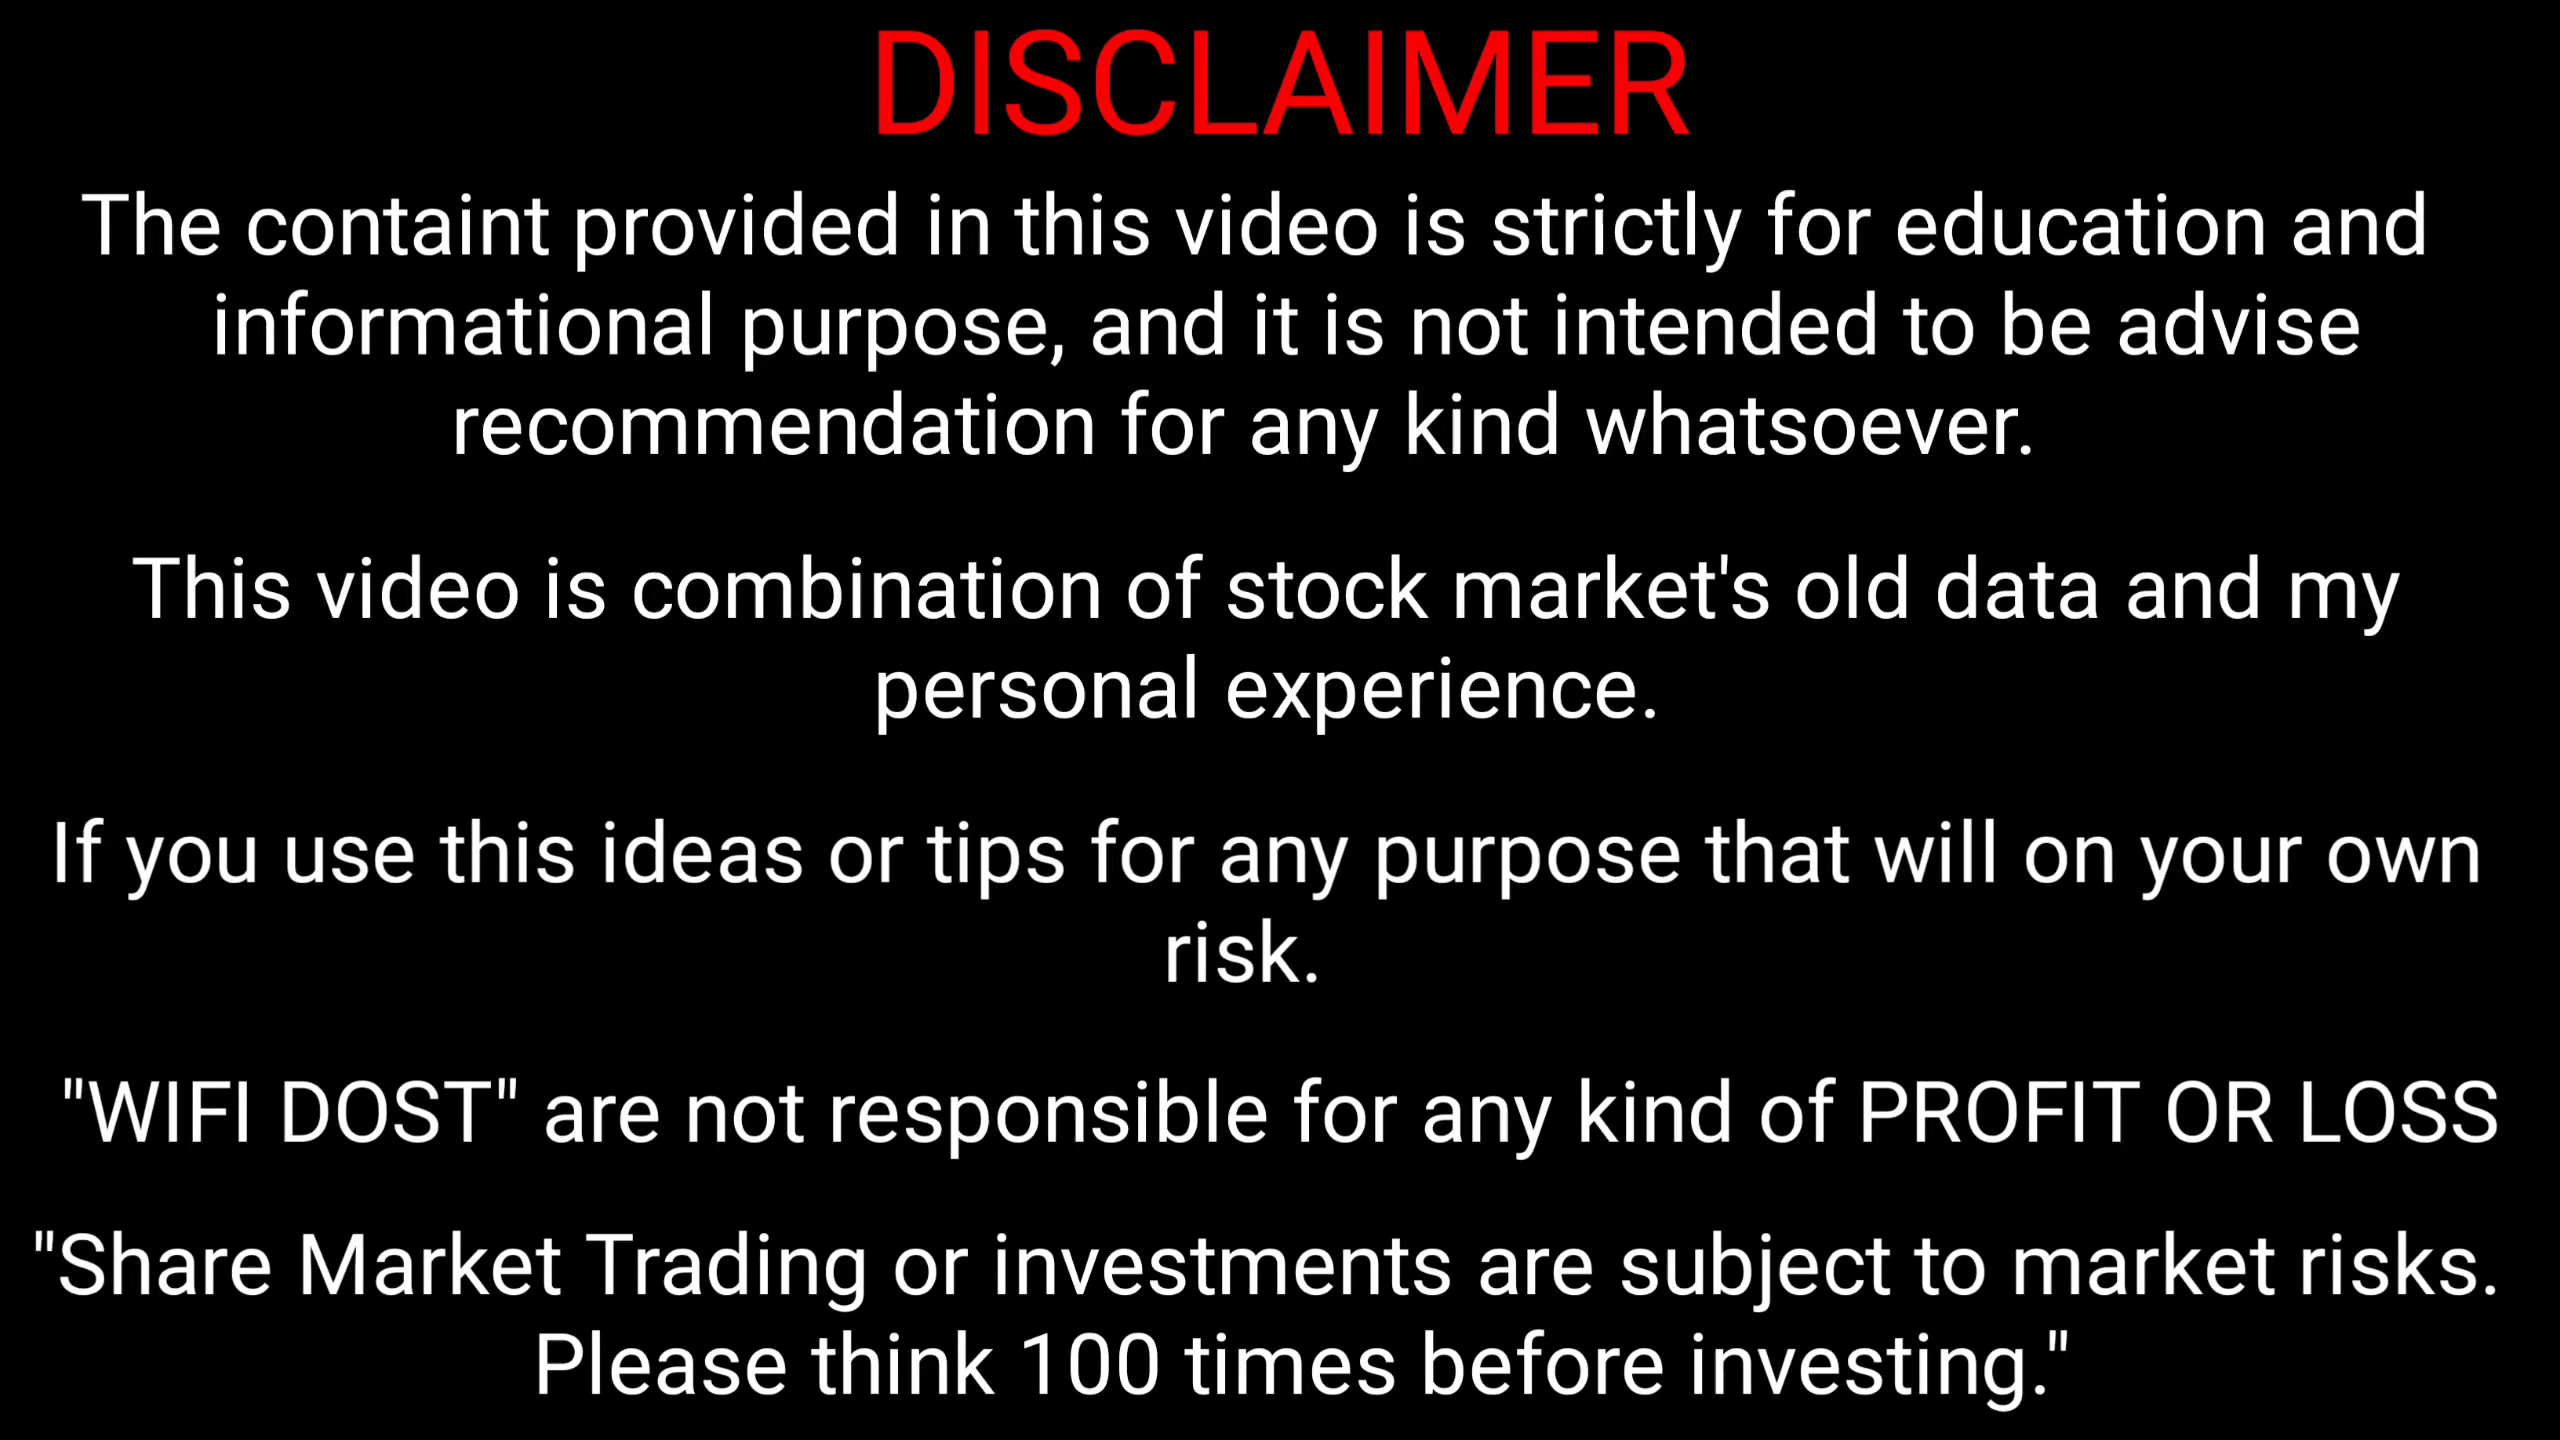 DISCLAIMER
The containt provided in this video is strictly for education and
informational purpose, and it is not intended to be advise
recommendation for any kind whatsoever.
This video is combination of stock market's old data and my
personal experience.
If you use this ideas or tips for any purpose that will on your own
risk.
"WIFI DOST" are not responsible for any kind of PROFIT OR LOSS
"Share Market Trading or investments are subject to market risks.
Please think 100 times before investing."